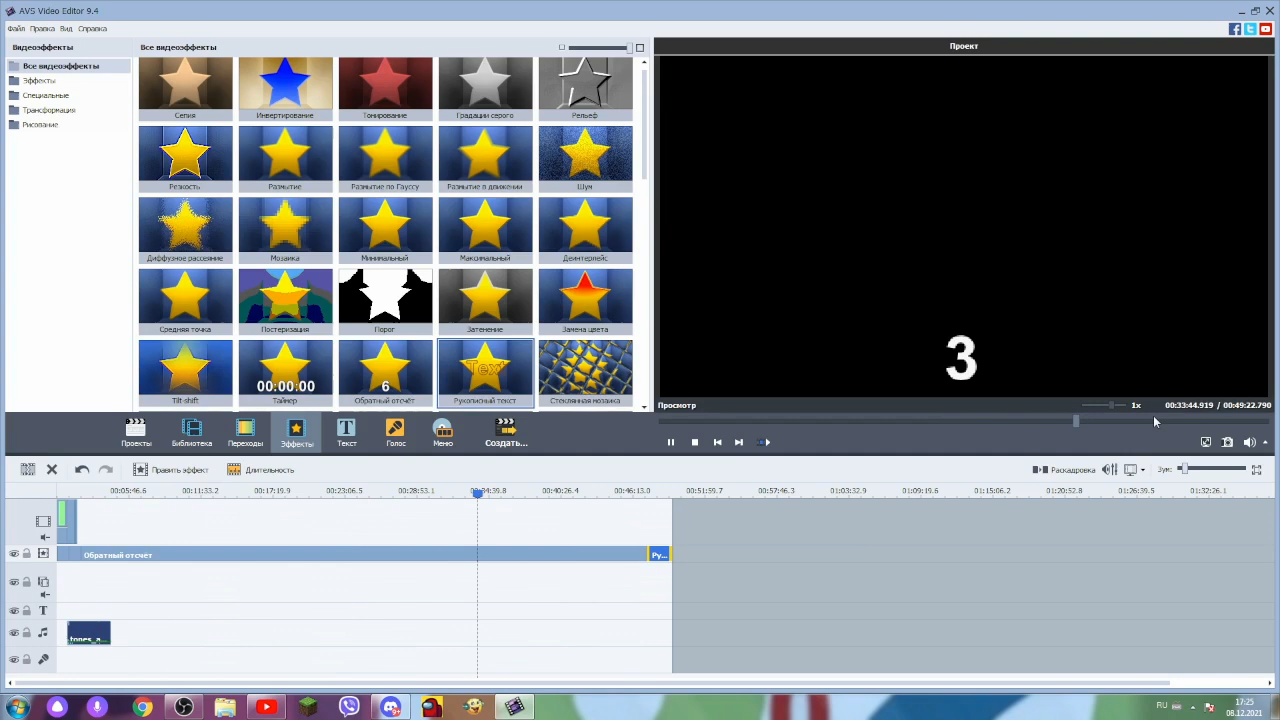 AVS Video Editor 9.4
Файл Правка Вид Справка
Видеоэффекты
Все видеоэффекты
Проект
Все видеоэффекты
Эффекты
Специальные
Трансформация
Рисование
Сепия Инвертирование Тонирование Градации серого Рельеф
Резкость Размытие Размытие по Гауссу Размытие в движении Шум
Диффузное рассеяние Мозаика Минимальный Максимальный Деинтерлейс
Средняя точка Постеризация Порог Затенение Замена цвета
00:00:00 6 Text
Tilt-shift Таймер Обратный отсчёт Рукописный текст Стеклянная мозаика
3
Просмотр 1x 00:33:44.919 / 00:49:22.790
Проекты Библиотека Переходы Эффекты Текст Голос Меню Создать...
Править эффект Длительность Раскадровка Зум:
00:05:46.6 00:11:33.2 00:17:19.9 00:23:06.5 00:28:53.1 00:34:39.8 00:40:26.4 00:46:13.0 00:51:59.7 00:57:46.3 01:03:32.9 01:09:19.6 01:15:06.2 01:20:52.8 01:26:39.5 01:32:26.1
Обратный отсчёт Ру...
T
tones_a...
RU 17:25
08.12.2021